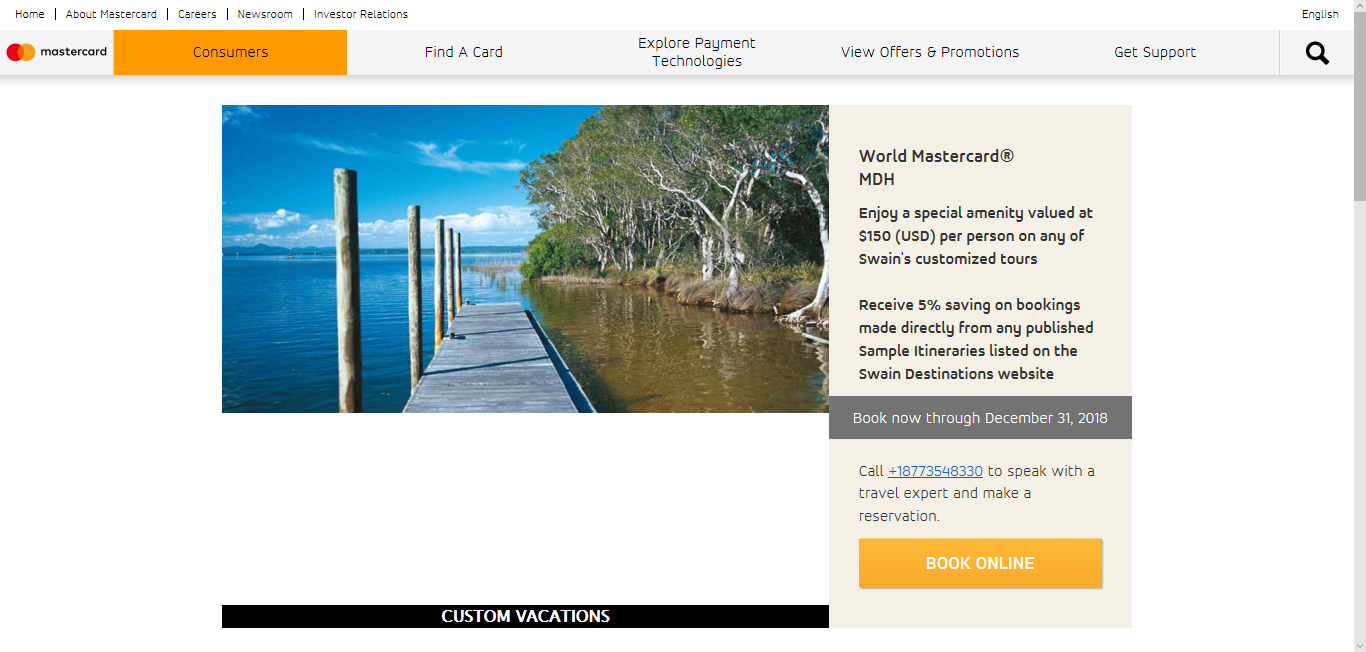 Home
About Mastercard
Careers
Newsroom
Investor Relations
English
mastercard
Consumers
Find A Card
Explore Payment
Technologies
View Offers & Promotions
Get Support
World Mastercard®
MDH
Enjoy a special amenity valued at
$150 (USD) per person on any of
Swain's customized tours
Receive 5% saving on bookings
made directly from any published
Sample Itineraries listed on the
Swain Destinations website
Book now through December 31, 2018
Call +18773548330 to speak with a
travel expert and make a
reservation.
BOOK ONLINE
CUSTOM VACATIONS